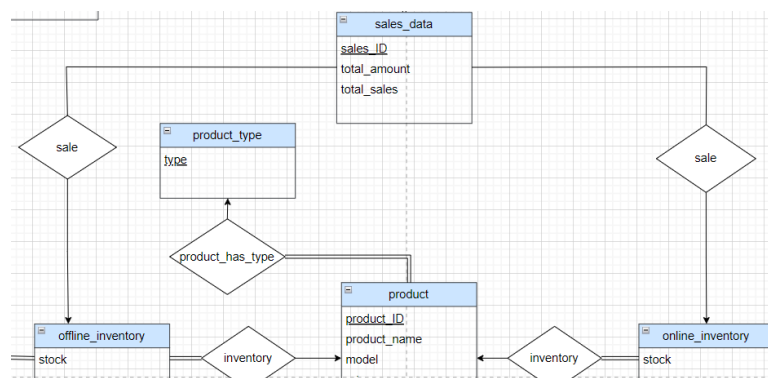 sales_data
sales_ID
total_amount
total_sales
sale
product_type
type
sale
product_has_type
product
product_ID
product_name
model
offline_inventory
stock
inventory
inventory
online_inventory
stock